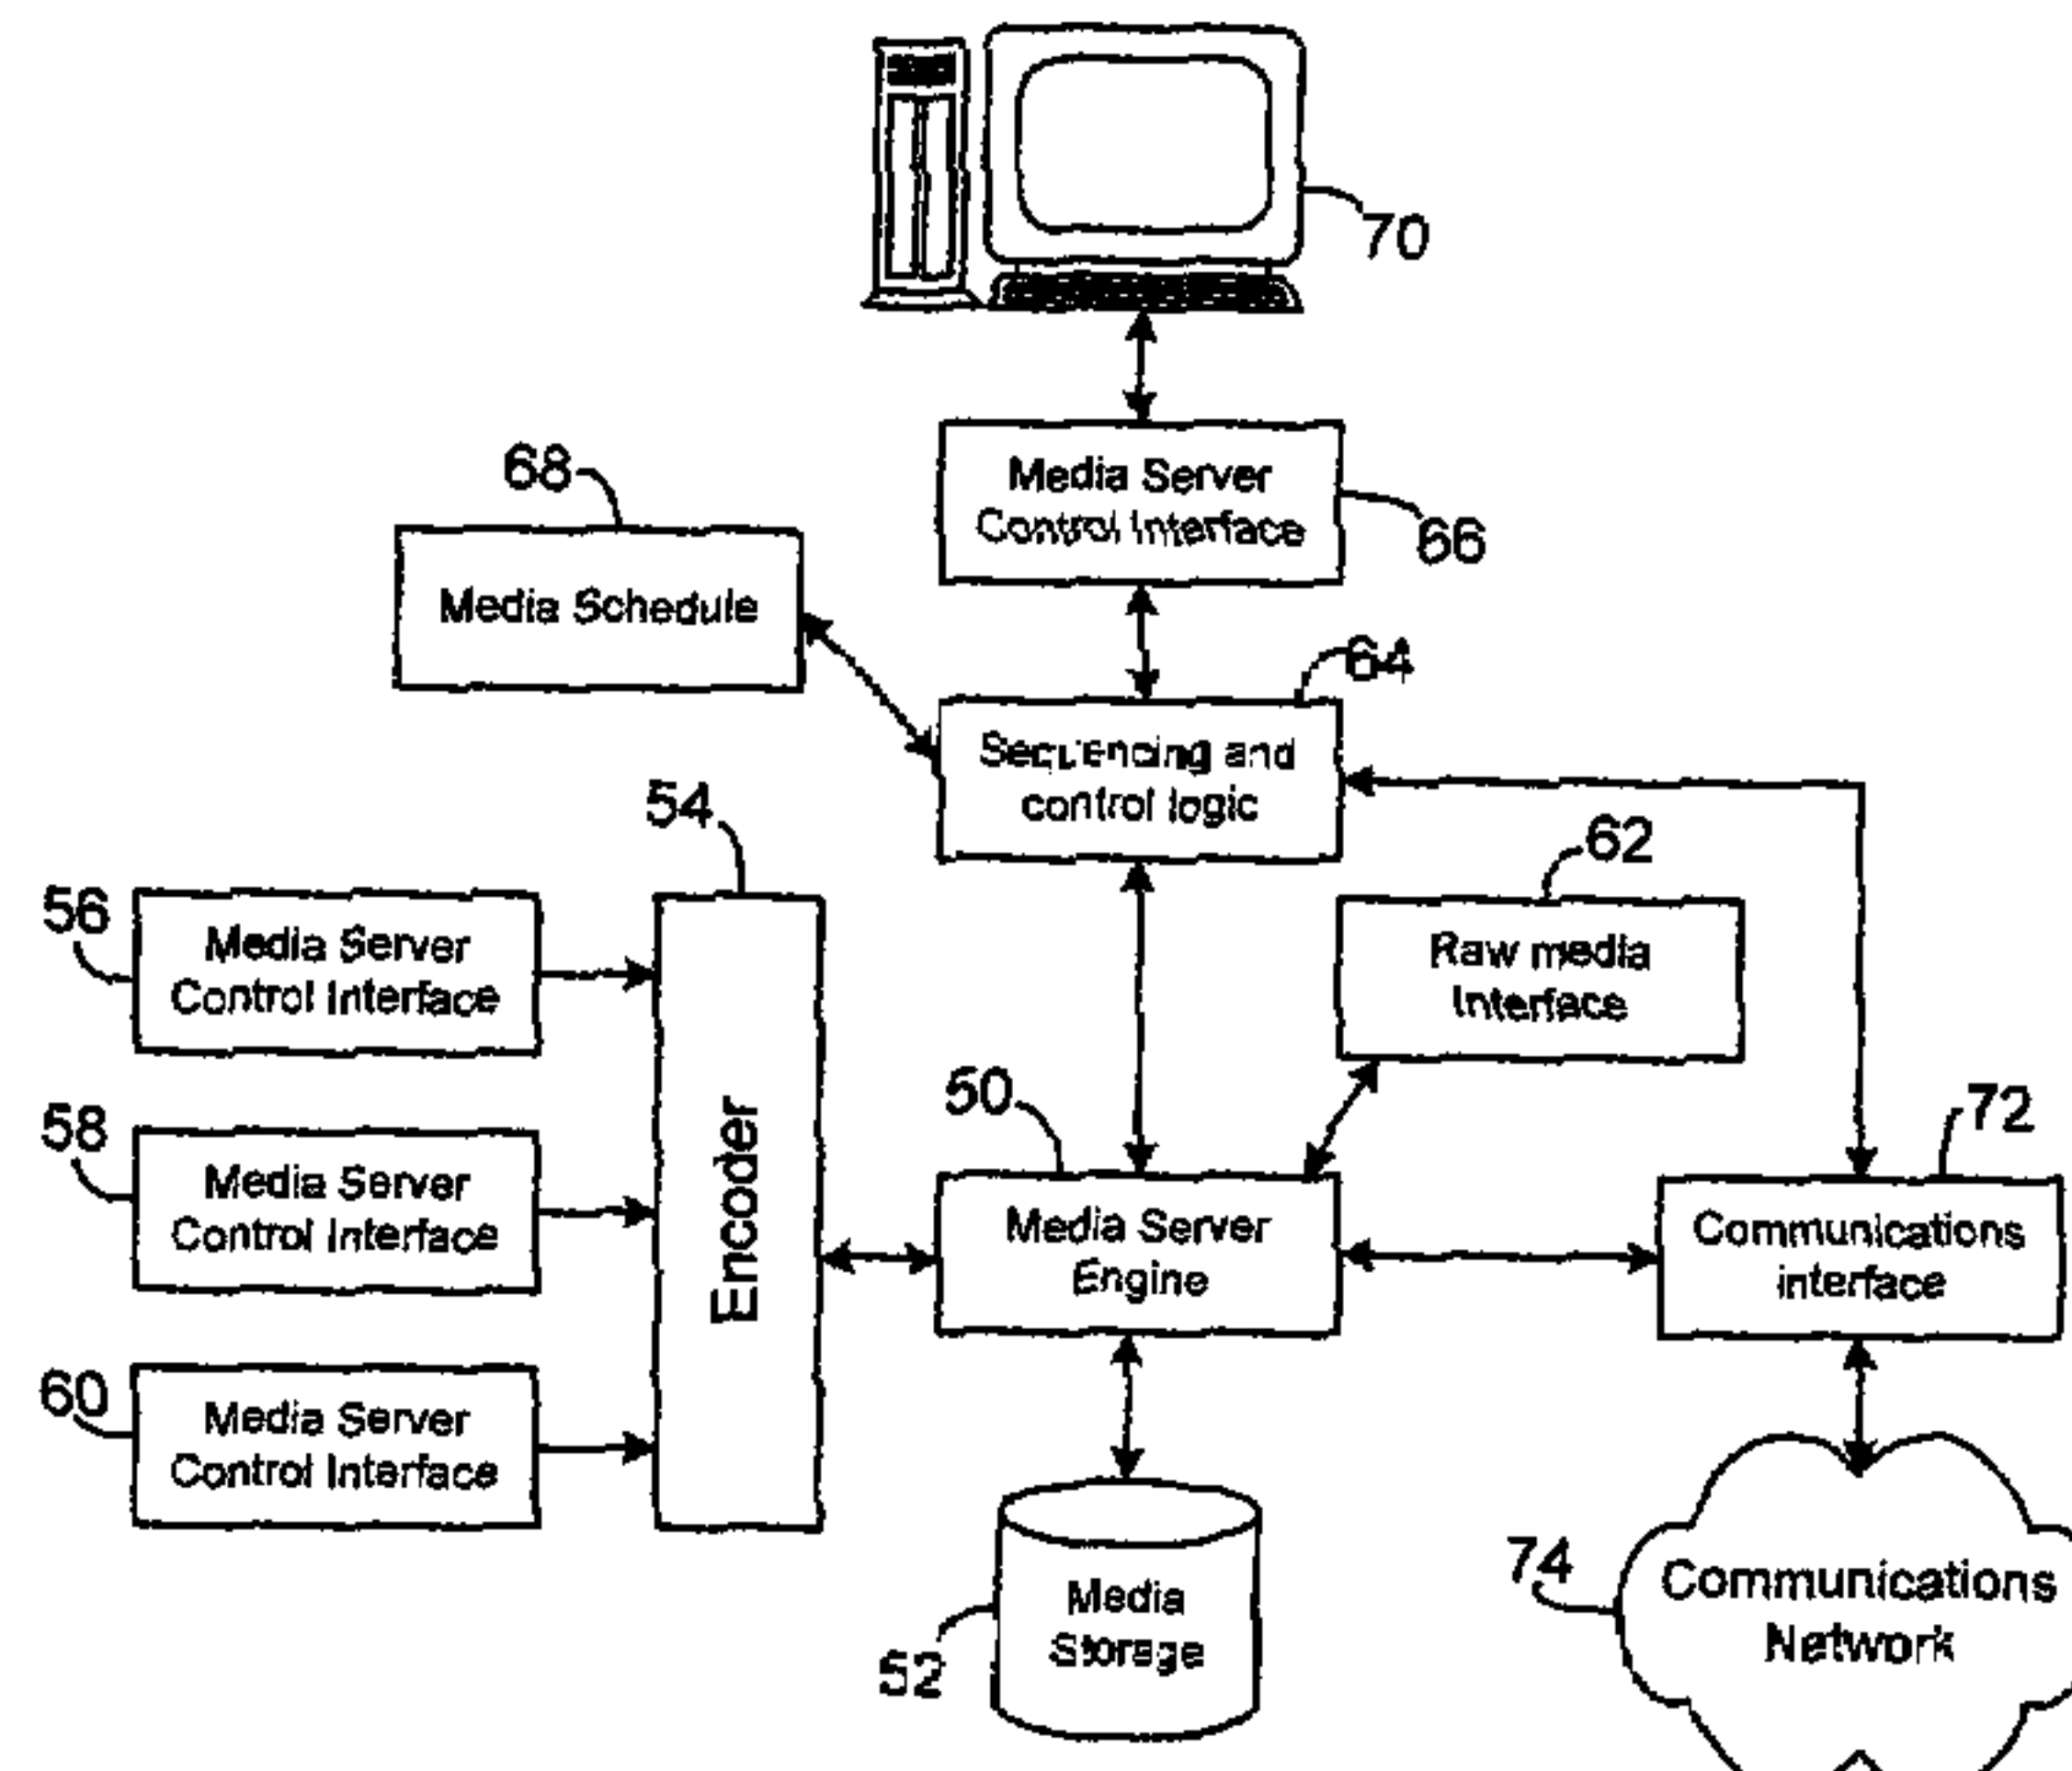 70
Media Server
Control Interface
66
68
Media Schedule
64
Sequencing and
control logic
54
62
56
Media Server
Control Interface
Raw media
Interface
58
Media Server
Control Interface
Encoder
50
Media Server
Engine
72
Communications
interface
60
Media Server
Control Interface
52
Media
Storage
74
Communications
Network